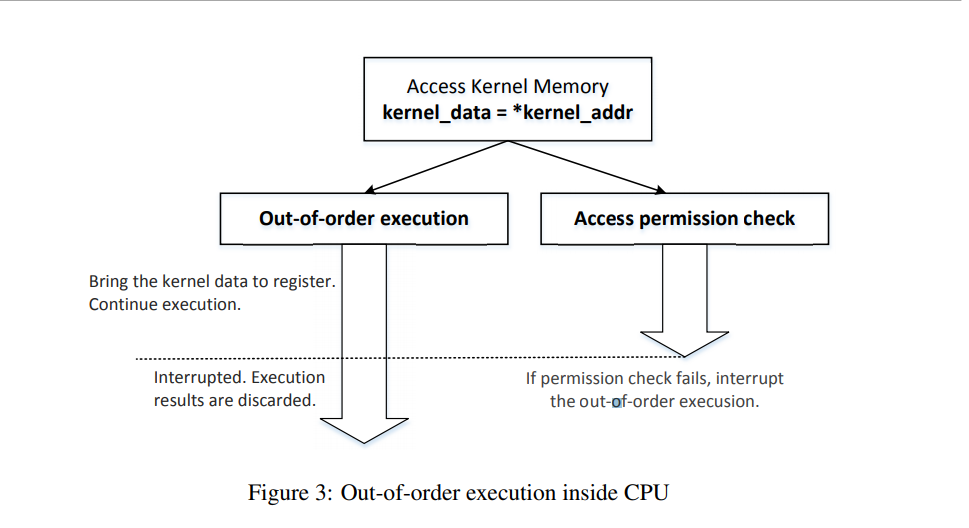 Access Kernel Memory
kernel_data = *kernel_addr
Out-of-order execution
Access permission check
Bring the kernel data to register.
Continue execution.
Interrupted. Execution
results are discarded.
If permission check fails, interrupt
the out-of-order execusion.
Figure 3: Out-of-order execution inside CPU